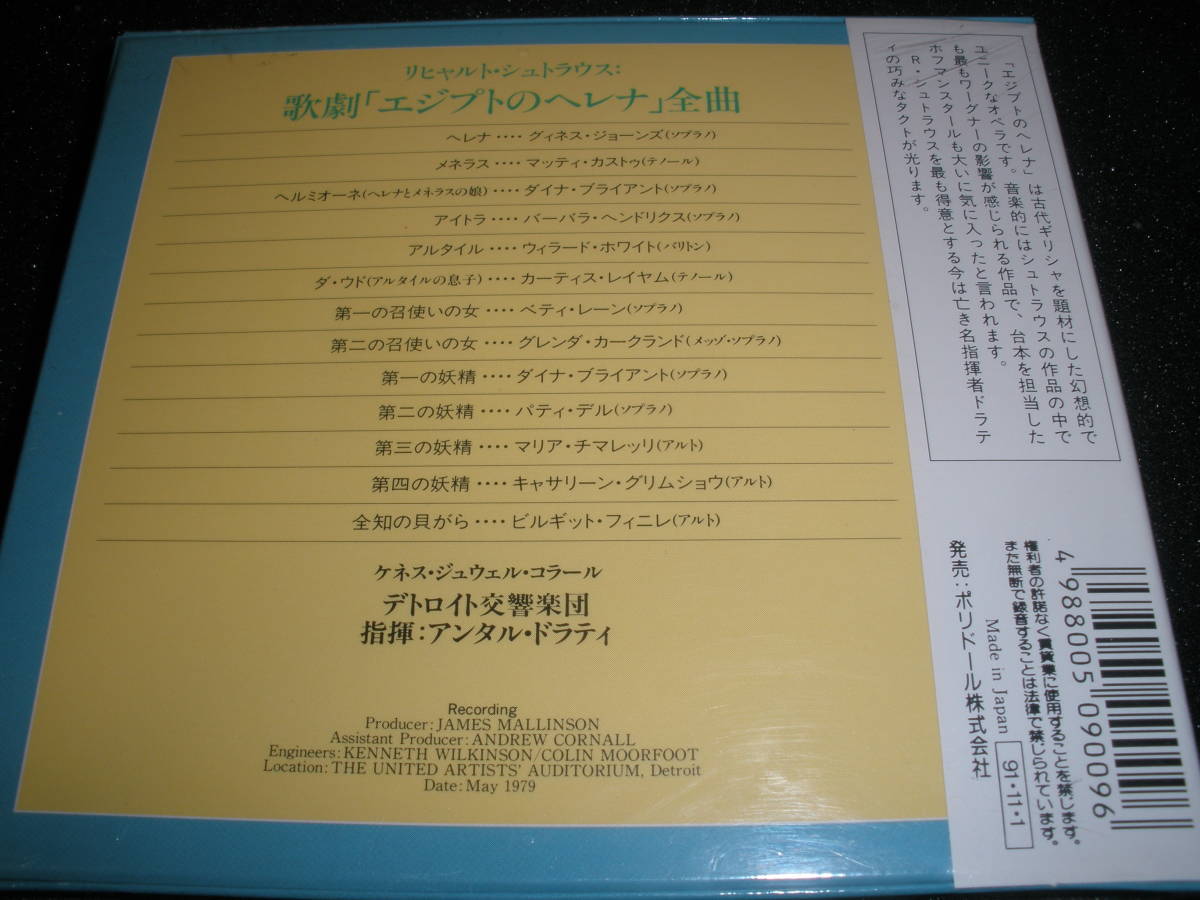 リヒャルト・シュトラウス:
歌劇「エジプトのヘレナ」全曲
ヘレナ‥‥グィネス・ジョーンズ(ソプラノ)
メネラス‥‥マッティ・カストゥ(テノール)
ヘルミオーネ(ヘレナとメネラスの娘)‥‥ダイナ・ブライアント(ソプラノ)
アイトラ‥‥バーバラ・ヘンドリクス(ソプラノ)
アルタイル‥‥ウィラード・ホワイト(バリトン)
ダ・ウド(アルタイルの息子)‥‥カーティス・レイヤム(テノール)
第一の召使いの女‥‥ベティ・レーン(ソプラノ)
第二の召使いの女‥‥グレンダ・カークランド(メッゾ・ソプラノ)
第一の妖精‥‥ダイナ・ブライアント(ソプラノ)
第二の妖精‥‥パティ・デル(ソプラノ)
第三の妖精‥‥マリア・チマレッリ(アルト)
第四の妖精‥‥キャサリーン・グリムショウ(アルト)
全知の貝がら‥‥ビルギット・フィニレ(アルト)
ケネス・ジュウェル・コラール
デトロイト交響楽団
指揮:アンタル・ドラティ
Recording
Producer: JAMES MALLINSON
Assistant Producer: ANDREW CORNALL
Engineers: KENNETH WILKINSON/COLIN MOORFOOT
Location: THE UNITED ARTISTS' AUDITORIUM, Detroit
Date: May 1979
「エジプトのヘレナ」は古代ギリシャを題材にした幻想的で
ユニークなオペラです。音楽的にはシュトラウスの作品の中で
も最もワーグナーの影響が感じられる作品で、台本を担当した
ホフマンスタールも大いに気に入ったと言われます。
R・シュトラウスを最も得意とする今は亡き名指揮者ドラテ
ィの巧みなタクトが光ります。
4 988005 090096
権利者の許諾なく賃貸業に使用することを禁じます。
また無断で録音することは法律で禁じられています。
Made in Japan
91・11・1
発売:ポリドール株式会社